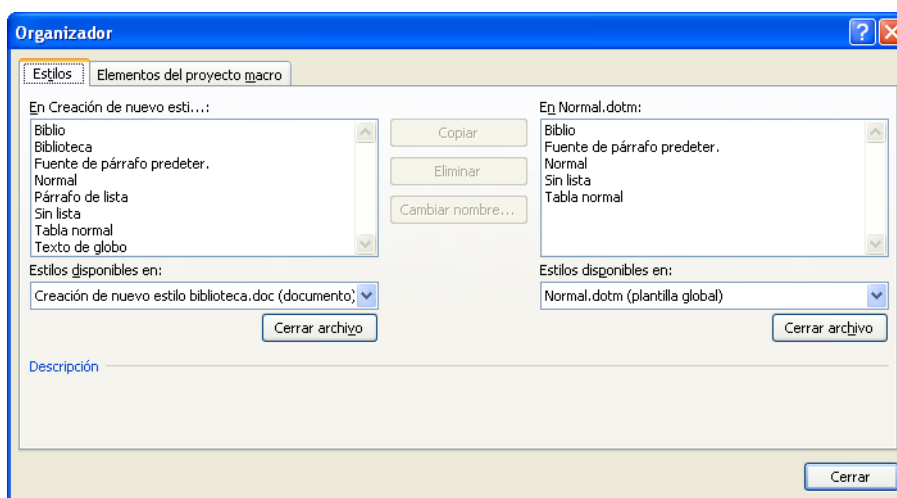 Organizador
Estilos
Elementos del proyecto macro
En Creación de nuevo esti...:
Biblio
Biblioteca
Fuente de párrafo predeter.
Normal
Párrafo de lista
Sin lista
Tabla normal
Texto de globo
Copiar
Eliminar
Cambiar nombre...
En Normal.dotm:
Biblio
Fuente de párrafo predeter.
Normal
Sin lista
Tabla normal
Estilos disponibles en:
Creación de nuevo estilo biblioteca.doc (documento)
Cerrar archivo
Estilos disponibles en:
Normal.dotm (plantilla global)
Cerrar archivo
Descripción
Cerrar